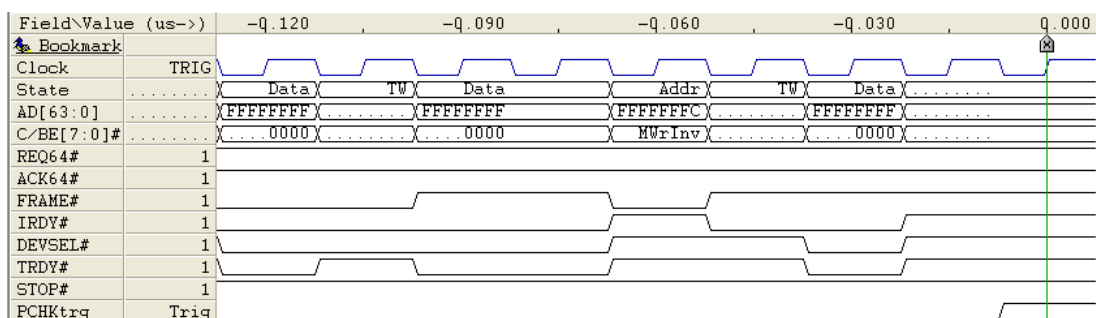 Field\Value (us->) -0.120 -0.090 -0.060 -0.030 0.000
Bookmark
Clock TRIG
State ........ Data TW Data Addr TW Data ........
AD[63:0] ........ FFFFFFFF ........ FFFFFFFF FFFFFFFC ........ FFFFFFFF ........
C/BE[7:0]# ........ ....0000 ........ ....0000 MWrInv ........ ....0000 ........
REQ64# 1
ACK64# 1
FRAME# 1
IRDY# 1
DEVSEL# 1
TRDY# 1
STOP# 1
PCHKtrg Trig